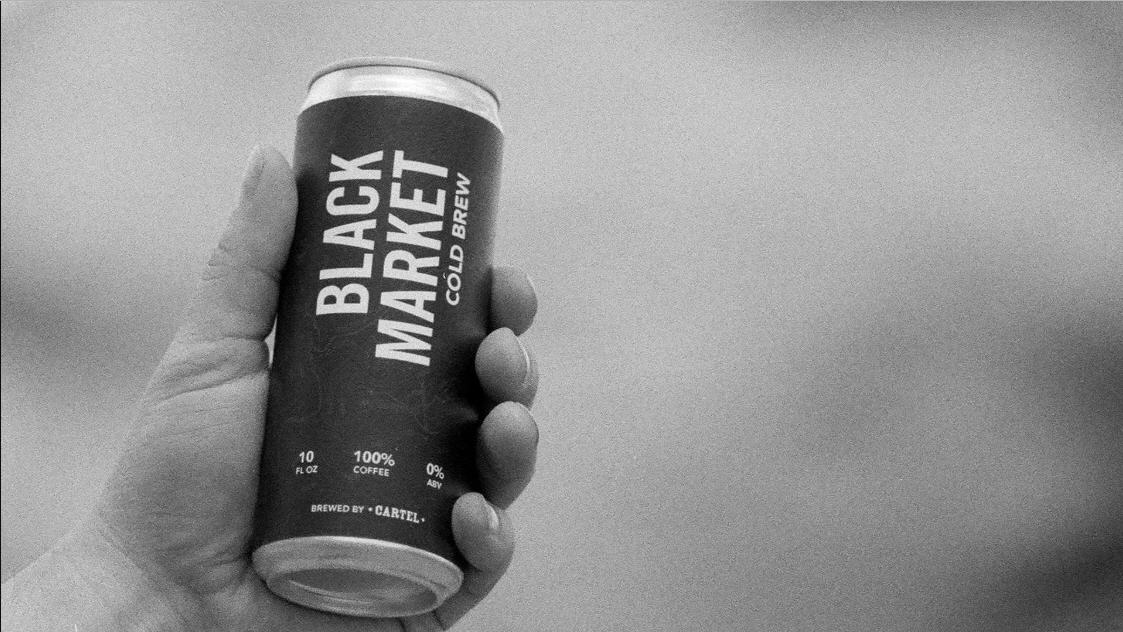 BLACK
MARKET
COLD BREW
10
FL OZ
100%
COFFEE
0%
ABV
BREWED BY • CARTEL •